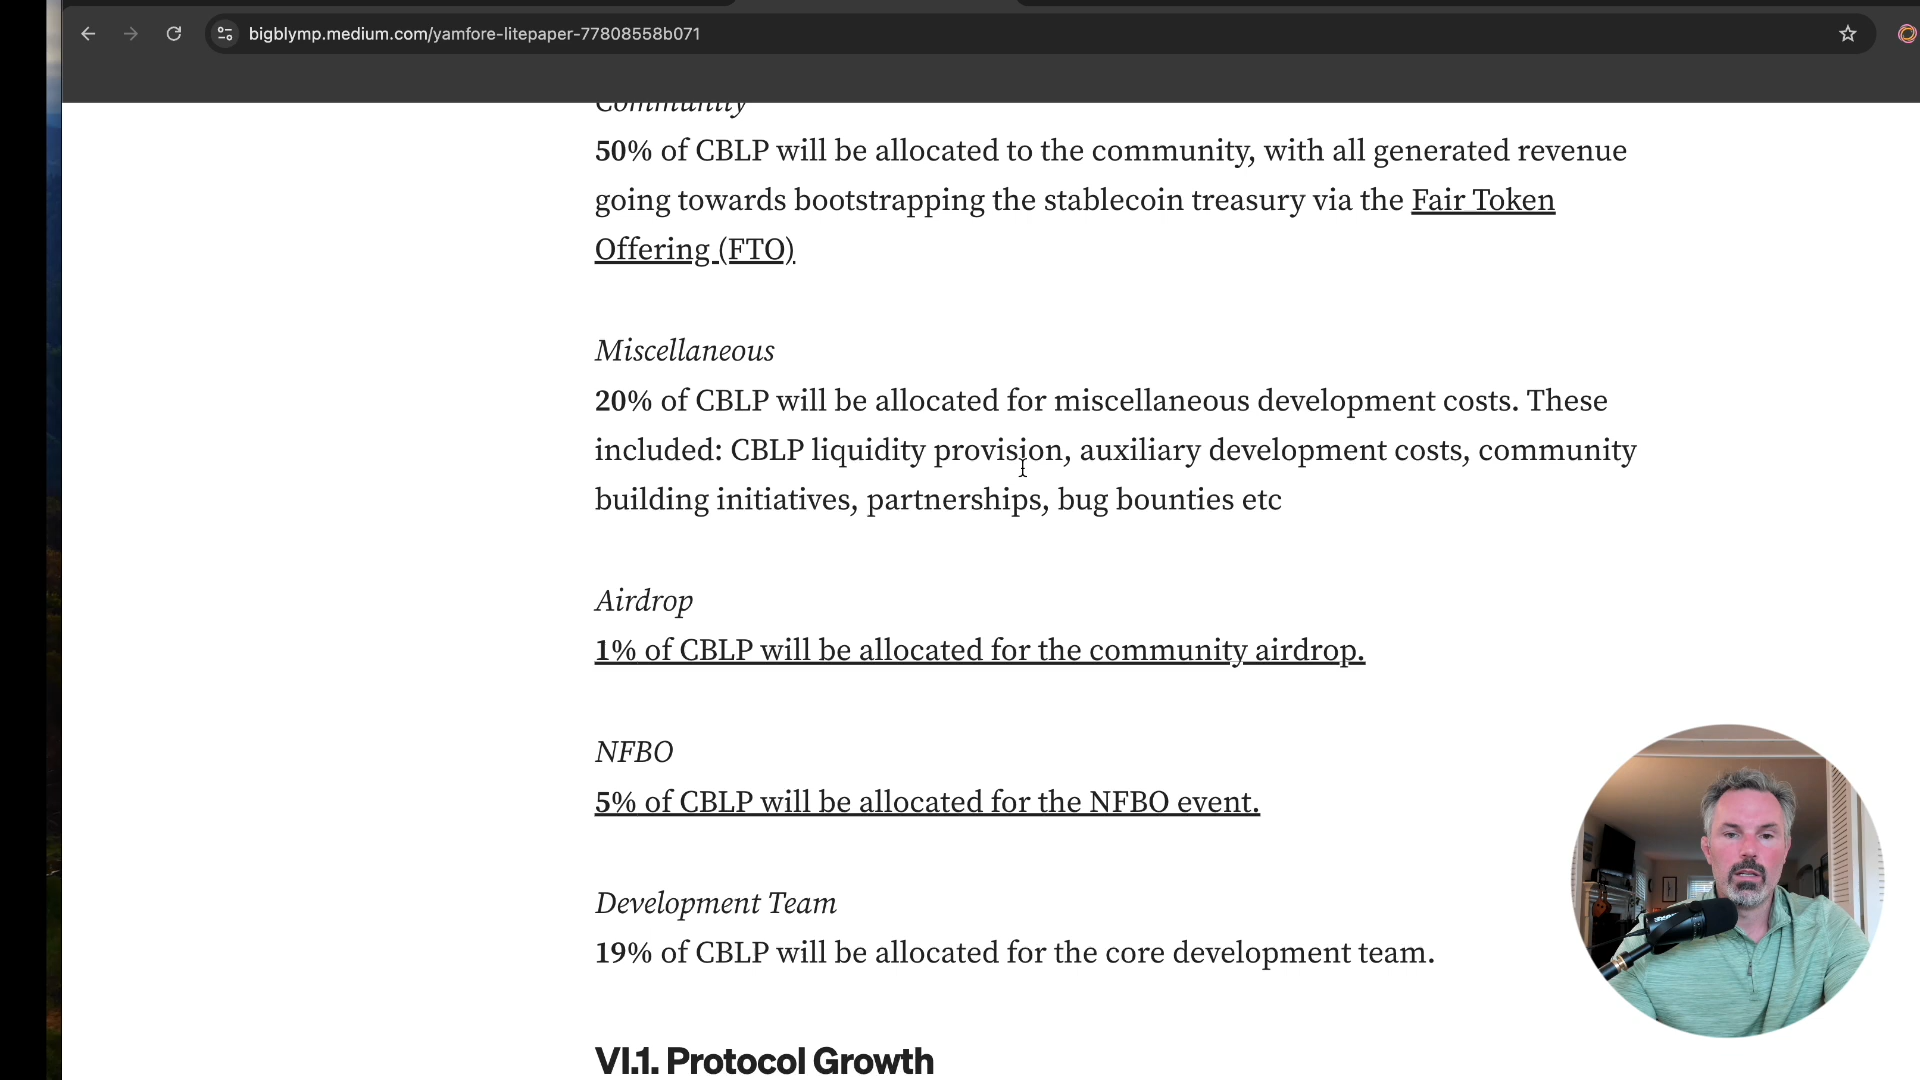 bigblymp.medium.com/yamfore-litepaper-77808558b071
Community
50% of CBLP will be allocated to the community, with all generated revenue
going towards bootstrapping the stablecoin treasury via the Fair Token
Offering (FTO)
Miscellaneous
20% of CBLP will be allocated for miscellaneous development costs. These
included: CBLP liquidity provision, auxiliary development costs, community
building initiatives, partnerships, bug bounties etc
Airdrop
1% of CBLP will be allocated for the community airdrop.
NFBO
5% of CBLP will be allocated for the NFBO event.
Development Team
19% of CBLP will be allocated for the core development team.
VI.1. Protocol Growth